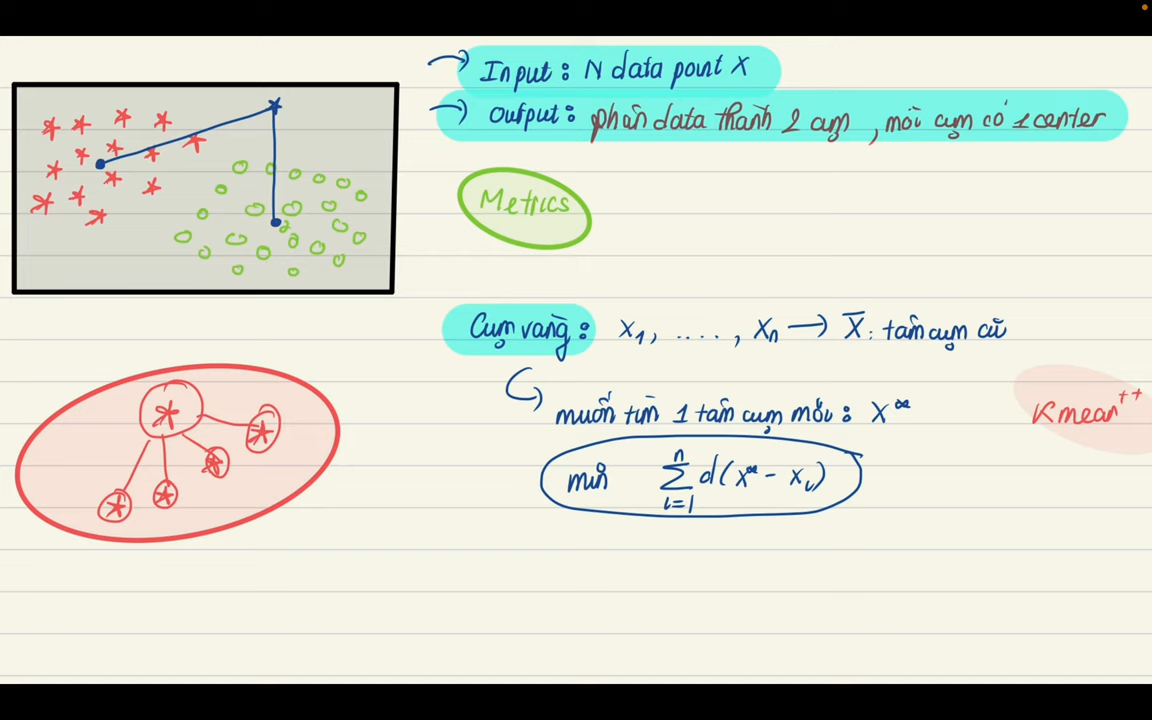 Input: N data point X
Output: phân data thành 2 cụm, mỗi cụm có 1 center
Metrics
Cụm vàng: x₁, ...., xₙ → X̄: tâm cụm cũ
muốn tìm 1 tâm cụm mới: X*
Kmean⁺⁺
min ∑ᵢ₌₁ⁿ d(x* - xᵢ)